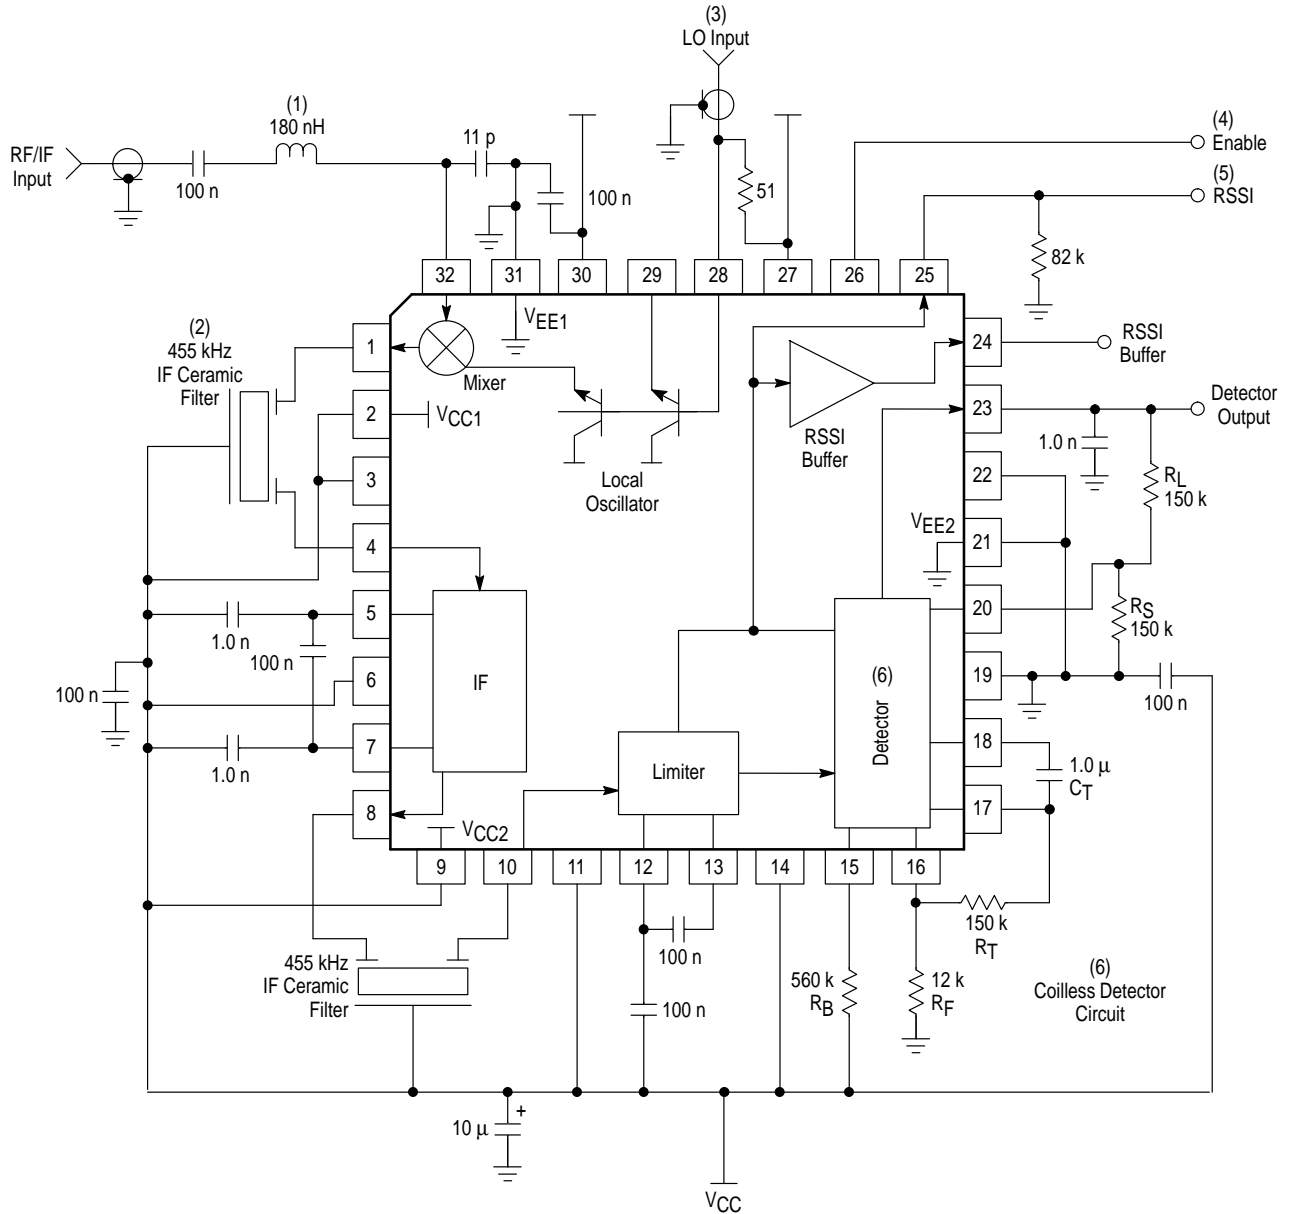 (3)
LO Input
(1)
180 nH
RF/IF
Input
100 n
11 p
100 n
51
(4)
Enable
(5)
RSSI
82 k
32
31
30
29
28
27
26
25
VEE1
(2)
455 kHz
IF Ceramic
Filter
1
Mixer
2
VCC1
3
4
Local
Oscillator
RSSI
Buffer
24
RSSI
Buffer
23
Detector
Output
1.0 n
RL
150 k
22
VEE2
21
20
RS
150 k
5
1.0 n
100 n
6
100 n
IF
7
1.0 n
8
(6)
Detector
19
100 n
18
1.0 µ
CT
17
Limiter
VCC2
9
10
11
12
13
14
15
16
150 k
RT
100 n
455 kHz
IF Ceramic
Filter
100 n
560 k
RB
12 k
RF
(6)
Coilless Detector
Circuit
10 µ
+
VCC